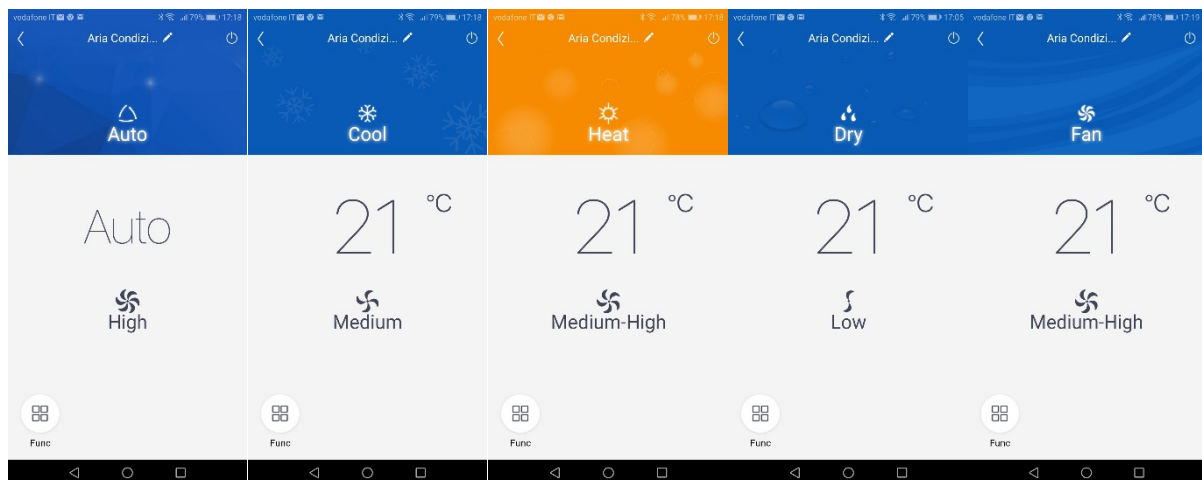 vodafone IT 79% 17:18
Aria Condizi...
Auto
Auto
High
Func
vodafone IT 79% 17:18
Aria Condizi...
Cool
21 °C
Medium
Func
vodafone IT 78% 17:18
Aria Condizi...
Heat
21 °C
Medium-High
Func
vodafone IT 79% 17:05
Aria Condizi...
Dry
21 °C
Low
Func
vodafone IT 78% 17:19
Aria Condizi...
Fan
21 °C
Medium-High
Func